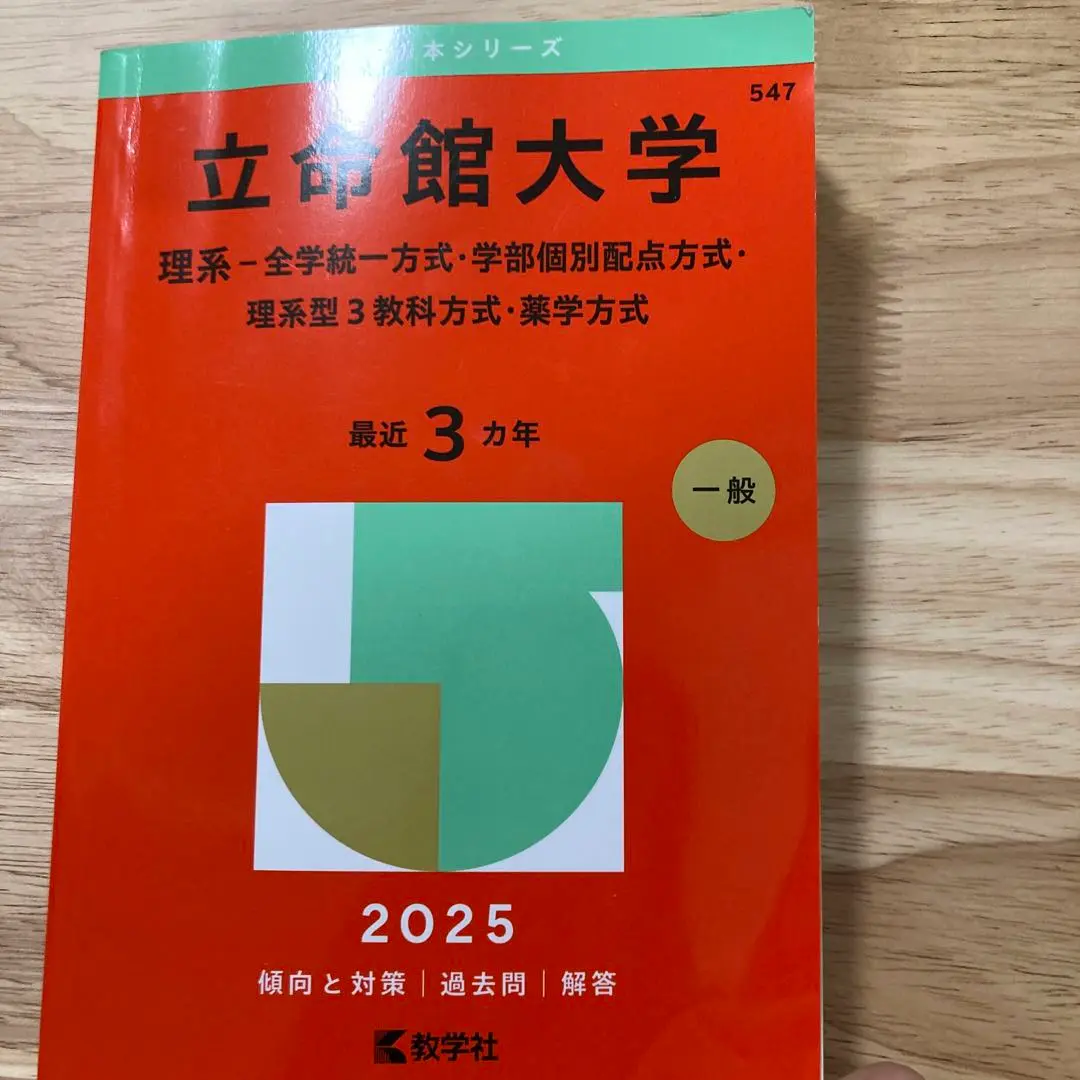 本シリーズ
547
立命館大学
理系－全学統一方式・学部個別配点方式・
理系型3教科方式・薬学方式
最近3カ年
一般
2025
傾向と対策｜過去問｜解答
教学社